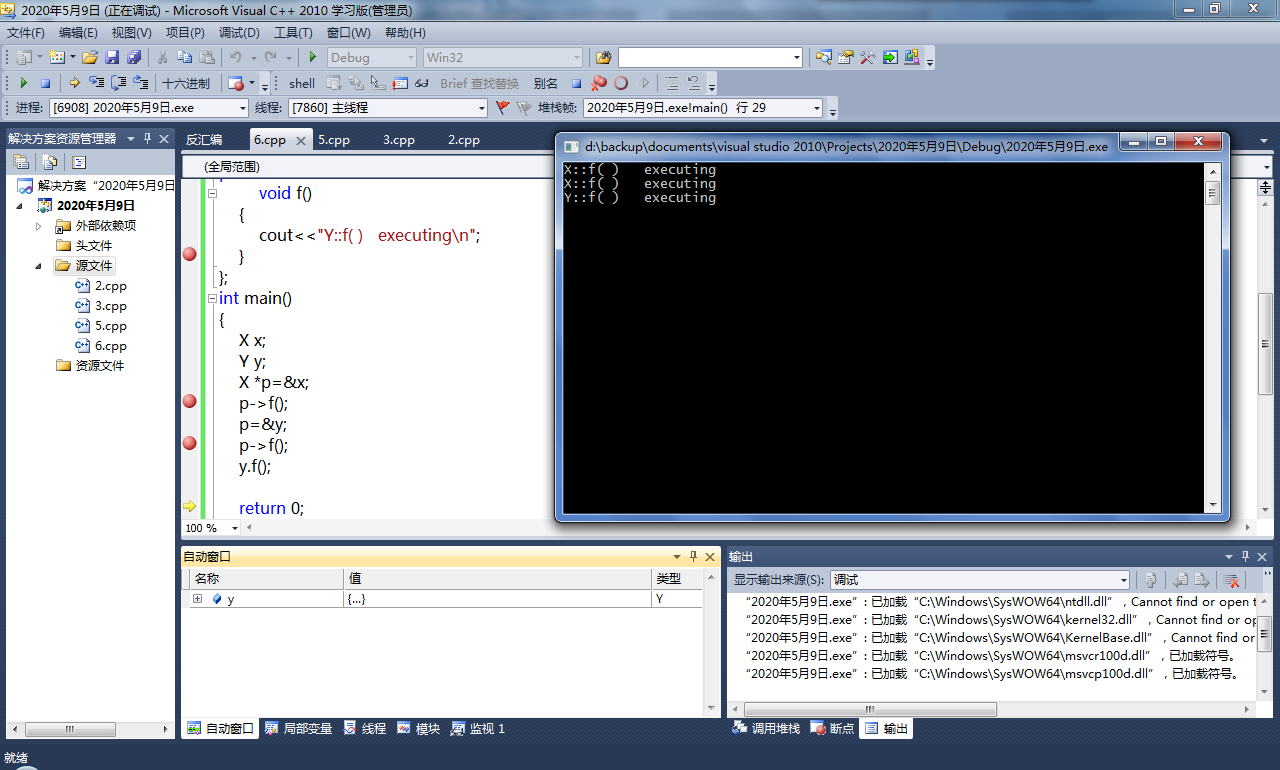 2020年5月9日 (正在调试) - Microsoft Visual C++ 2010 学习版(管理员)
文件(F) 编辑(E) 视图(V) 项目(P) 调试(D) 工具(T) 窗口(W) 帮助(H)
Debug Win32
十六进制 shell Brief 查找替换 别名
进程: [6908] 2020年5月9日.exe 线程: [7860] 主线程 堆栈帧: 2020年5月9日.exe!main() 行 29
解决方案资源管理器
解决方案“2020年5月9日
2020年5月9日
外部依赖项
头文件
源文件
2.cpp
3.cpp
5.cpp
6.cpp
资源文件
反汇编 6.cpp 5.cpp 3.cpp 2.cpp
(全局范围)
void f()
{
cout<<"Y::f( ) executing\n";
}
};
int main()
{
X x;
Y y;
X *p=&x;
p->f();
p=&y;
p->f();
y.f();
return 0;
100 %
d:\backup\documents\visual studio 2010\Projects\2020年5月9日\Debug\2020年5月9日.exe
X::f( ) executing
X::f( ) executing
Y::f( ) executing
自动窗口
名称 值 类型
y {...} Y
自动窗口 局部变量 线程 模块 监视 1
输出
显示输出来源(S): 调试
“2020年5月9日.exe”: 已加载“C:\Windows\SysWOW64\ntdll.dll”，Cannot find or open t
“2020年5月9日.exe”: 已加载“C:\Windows\SysWOW64\kernel32.dll”，Cannot find or op
“2020年5月9日.exe”: 已加载“C:\Windows\SysWOW64\KernelBase.dll”，Cannot find or
“2020年5月9日.exe”: 已加载“C:\Windows\SysWOW64\msvcr100d.dll”，已加载符号。
“2020年5月9日.exe”: 已加载“C:\Windows\SysWOW64\msvcp100d.dll”，已加载符号。
调用堆栈 断点 输出
就绪